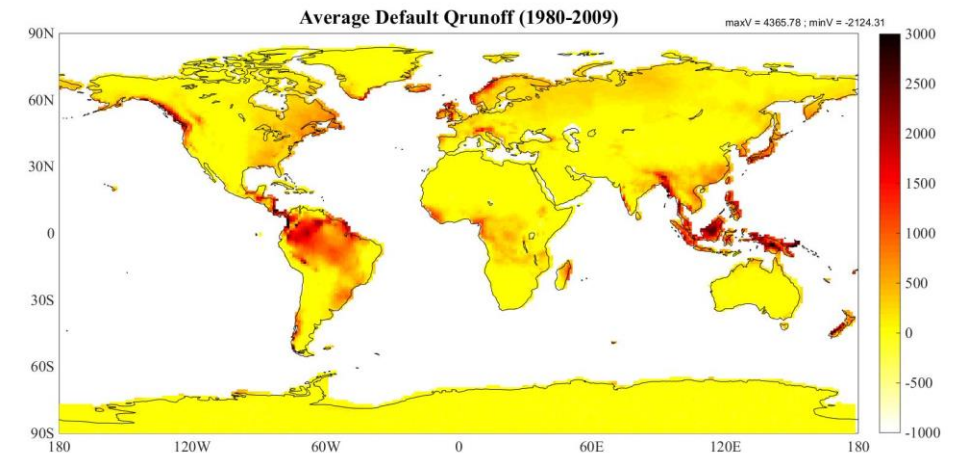 Average Default Qrunoff (1980-2009)
maxV = 4365.78 ; minV = -2124.31
90N
60N
30N
0
30S
60S
90S
180
120W
60W
0
60E
120E
180
3000
2500
2000
1500
1000
500
0
-500
-1000